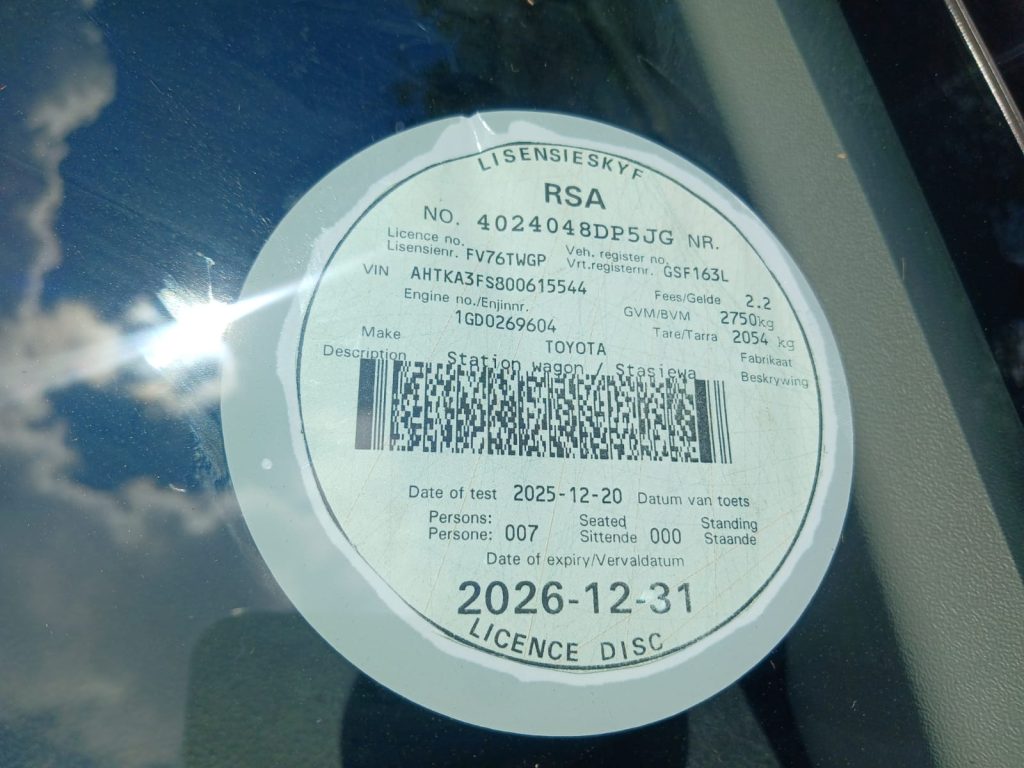 LISENSIESKYF
RSA
NO. 4024048DP5JG NR.
Licence no. Veh. register no.
Lisensienr. FV76TWGP Vrt.registernr. GSF163L
VIN AHTKA3FS800615544 Fees/Gelde 2.2
Engine no./Enjinnr. GVM/BVM 2750kg
1GD0269604 Tare/Tarra 2054 kg
Make TOYOTA Fabrikaat
Description Station wagon / Stasiewa Beskrywing
Date of test 2025-12-20 Datum van toets
Persons: Seated Standing
Persone: 007 Sittende 000 Staande
Date of expiry/Vervaldatum
2026-12-31
LICENCE DISC